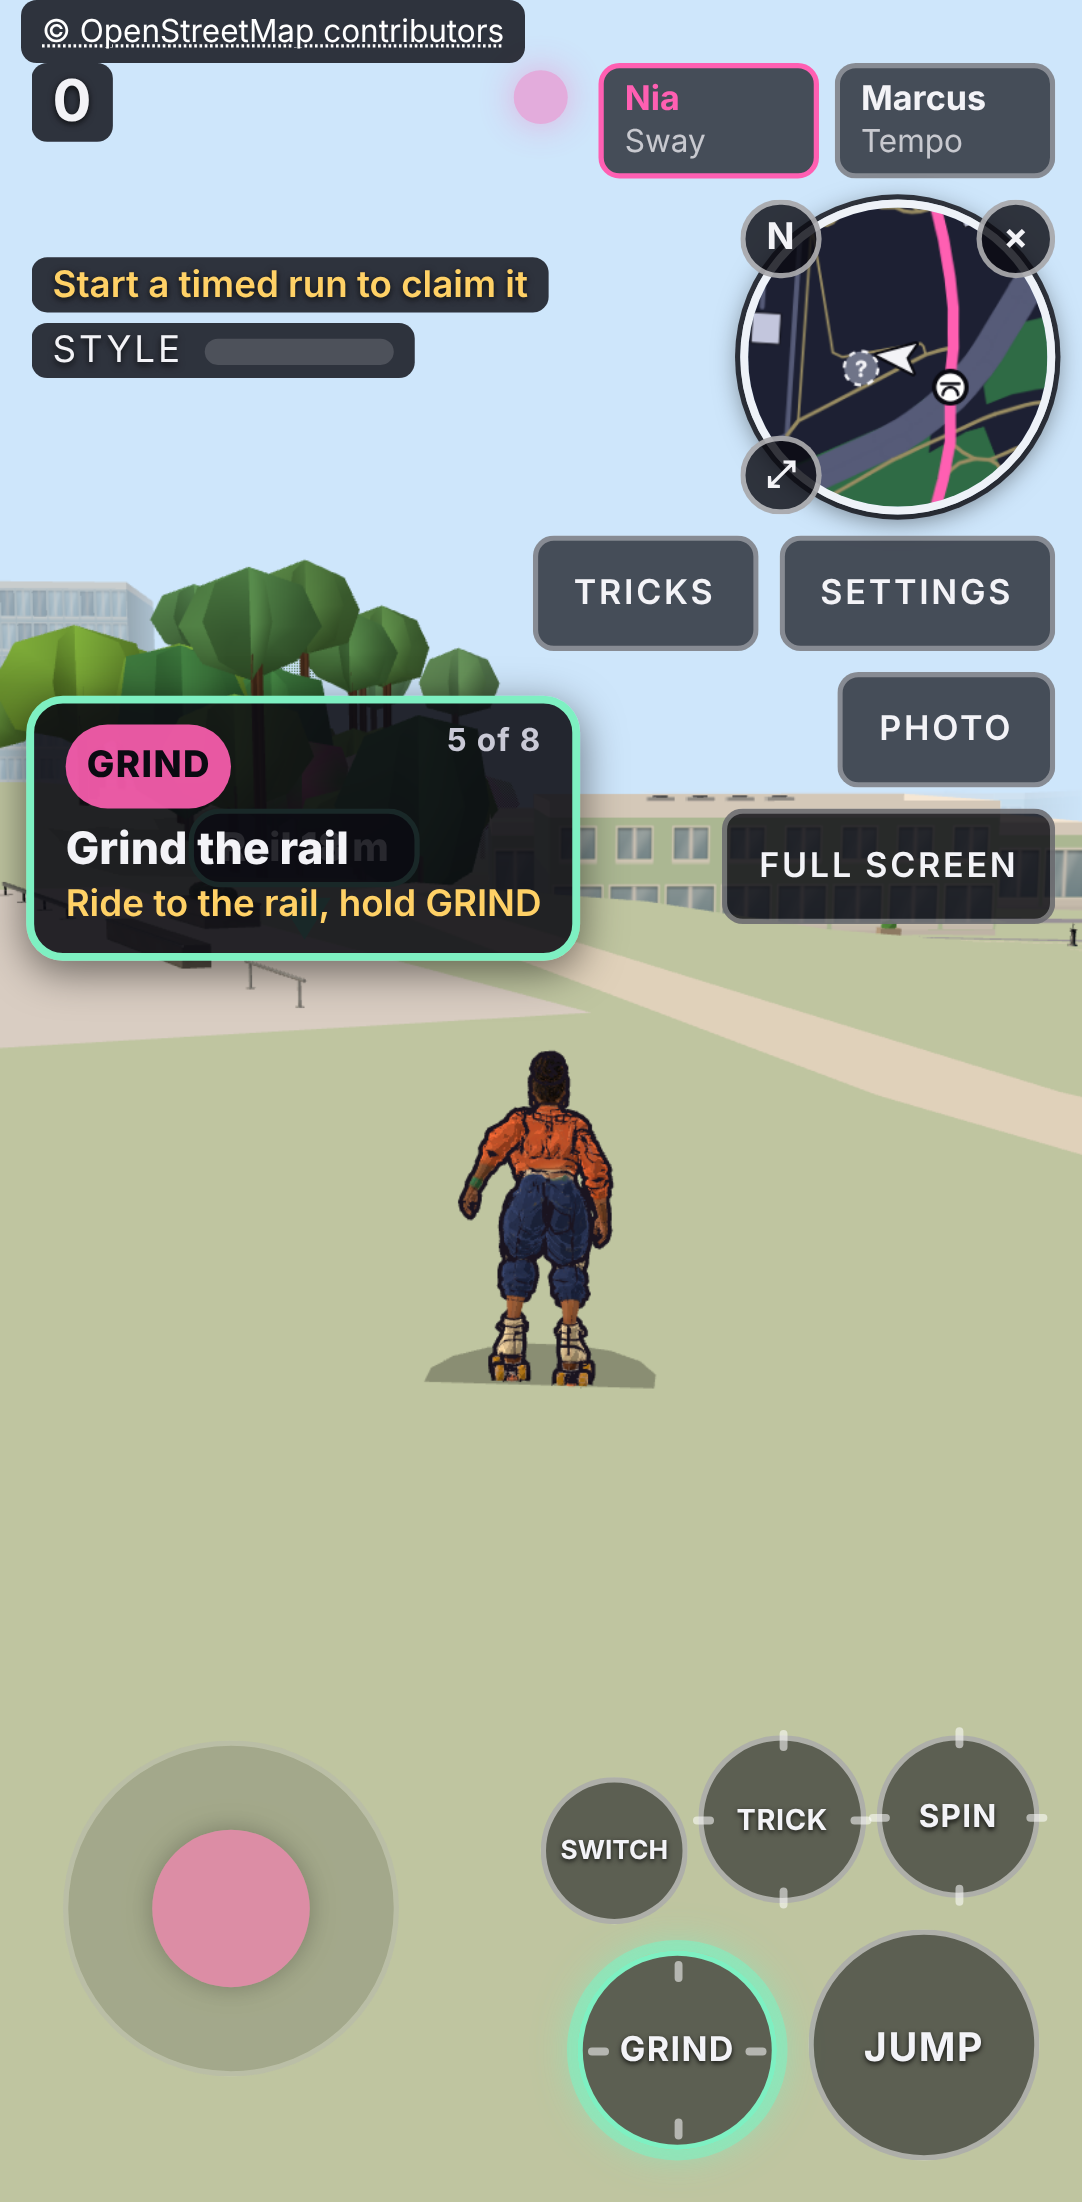 © OpenStreetMap contributors
0
Nia
Sway
Marcus
Tempo
N
×
?
Start a timed run to claim it
STYLE
TRICKS
SETTINGS
PHOTO
FULL SCREEN
GRIND
5 of 8
Grind the rail
Ride to the rail, hold GRIND
SWITCH
TRICK
SPIN
GRIND
JUMP